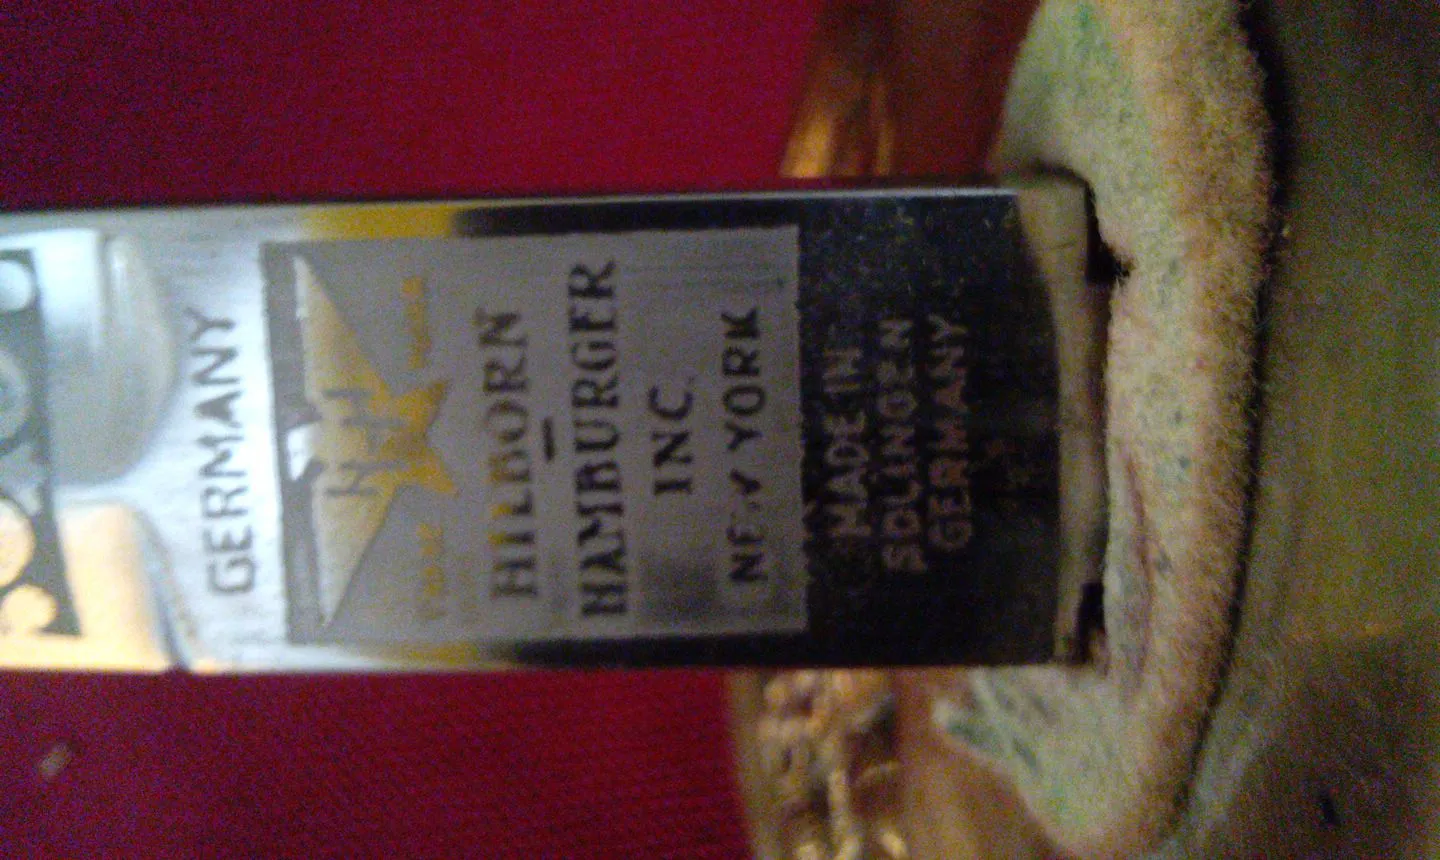 GERMANY
H-H
HILBORN
-
HAMBURGER
INC.
NEW YORK
MADE IN
SOLINGEN
GERMANY